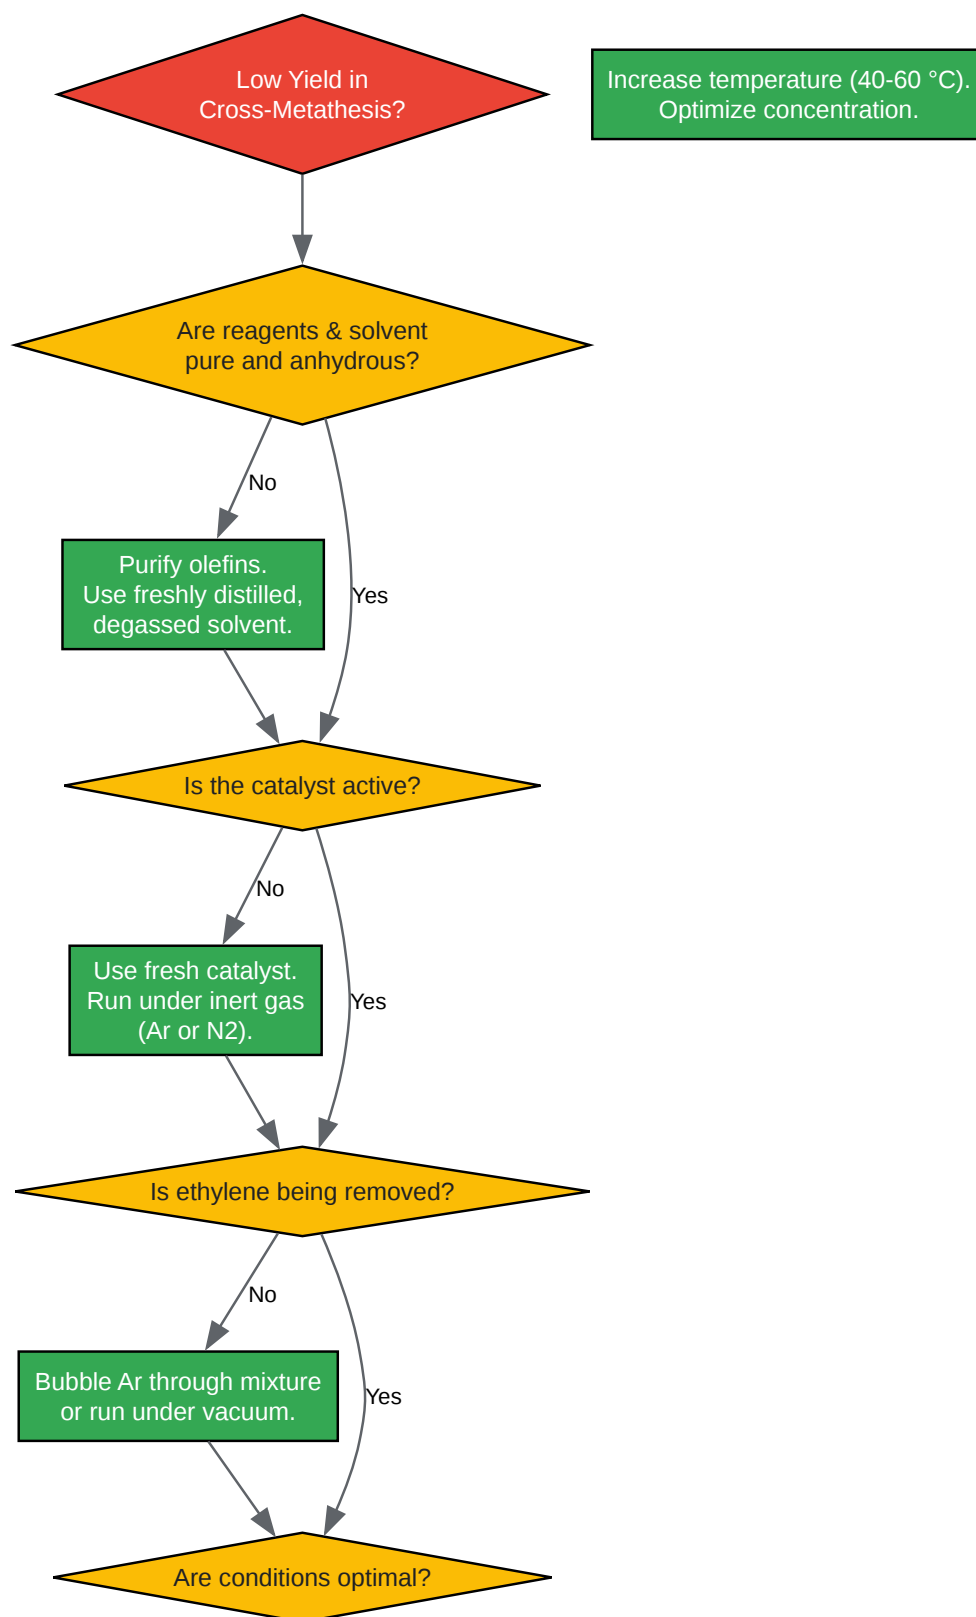 Low Yield in
Cross-Metathesis?
Increase temperature (40-60 °C).
Optimize concentration.
Are reagents & solvent
pure and anhydrous?
No
Purify olefins.
Use freshly distilled,
degassed solvent.
Yes
Is the catalyst active?
No
Use fresh catalyst.
Run under inert gas
(Ar or N2).
Yes
Is ethylene being removed?
No
Bubble Ar through mixture
or run under vacuum.
Yes
Are conditions optimal?